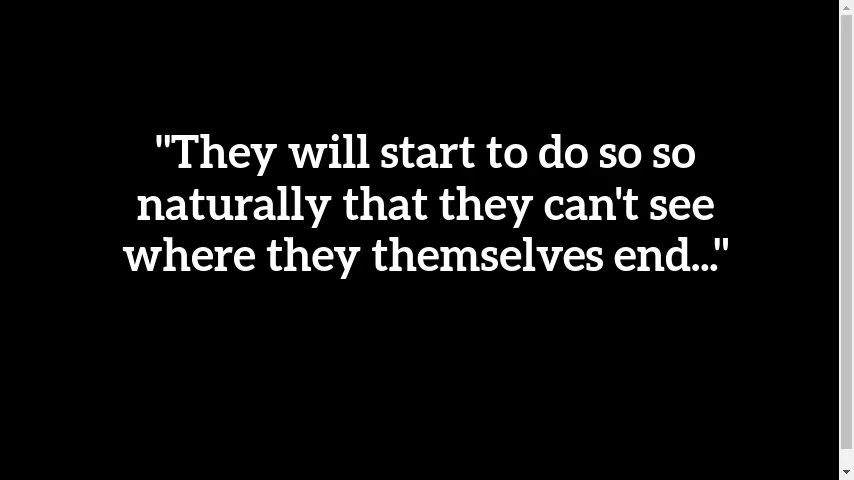 "They will start to do so so
naturally that they can't see
where they themselves end..."